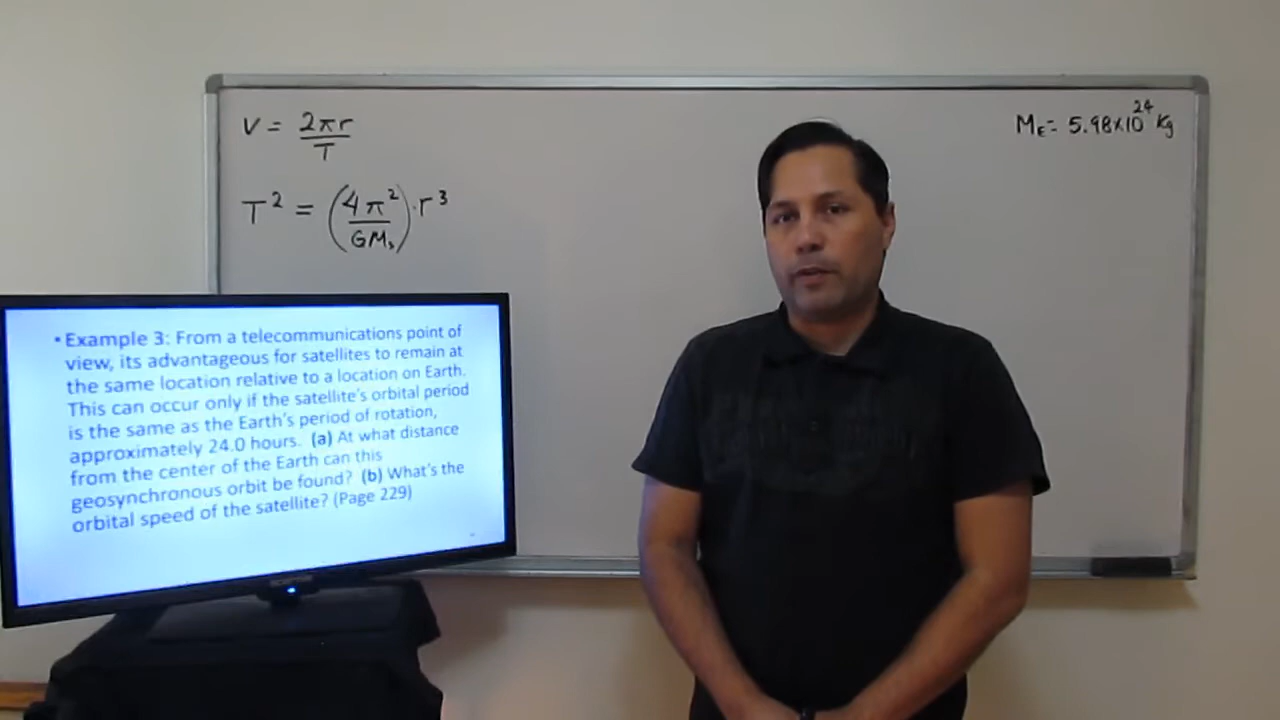 V = 2πr/T
T² = (4π²/GMs)·r³
ME = 5.98x10²⁴ Kg
• Example 3: From a telecommunications point of
view, its advantageous for satellites to remain at
the same location relative to a location on Earth.
This can occur only if the satellite's orbital period
is the same as the Earth's period of rotation,
approximately 24.0 hours. (a) At what distance
from the center of the Earth can this
geosynchronous orbit be found? (b) What's the
orbital speed of the satellite? (Page 229)
SCEPTRE